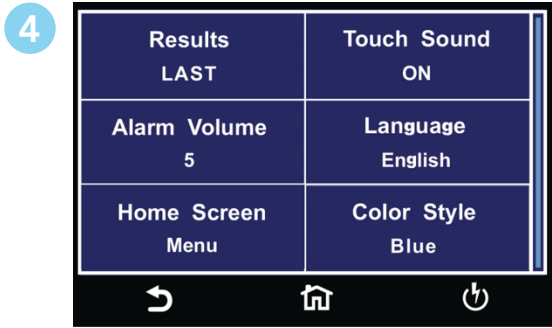 4
Results
LAST
Touch Sound
ON
Alarm Volume
5
Language
English
Home Screen
Menu
Color Style
Blue